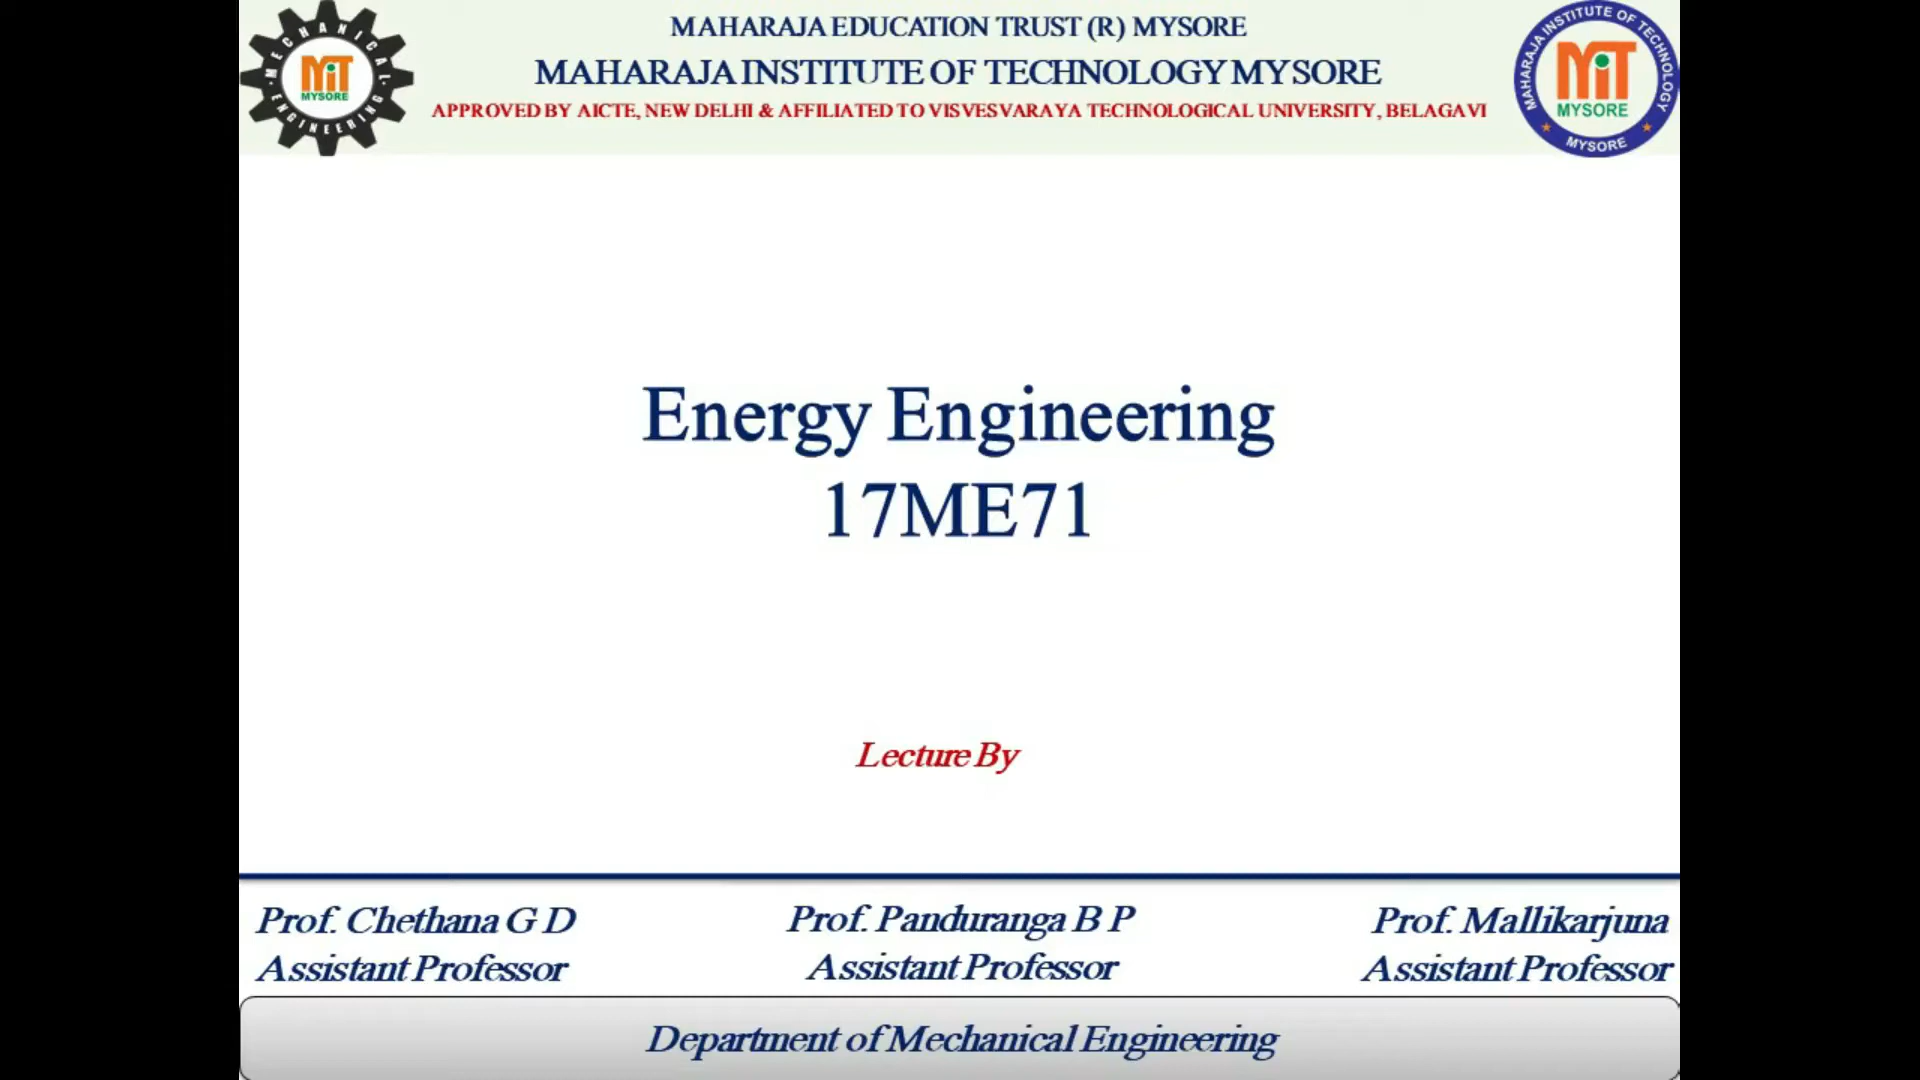 MECHANICAL
ENGINEERING
MIT
MYSORE
MAHARAJA EDUCATION TRUST (R) MYSORE
MAHARAJA INSTITUTE OF TECHNOLOGY MYSORE
APPROVED BY AICTE, NEW DELHI & AFFILIATED TO VISVESVARAYA TECHNOLOGICAL UNIVERSITY, BELAGAVI
MAHARAJA INSTITUTE OF TECHNOLOGY
MiT
MYSORE
MYSORE
Energy Engineering
17ME71
Lecture By
Prof. Chethana G D
Assistant Professor
Prof. Panduranga B P
Assistant Professor
Prof. Mallikarjuna
Assistant Professor
Department of Mechanical Engineering